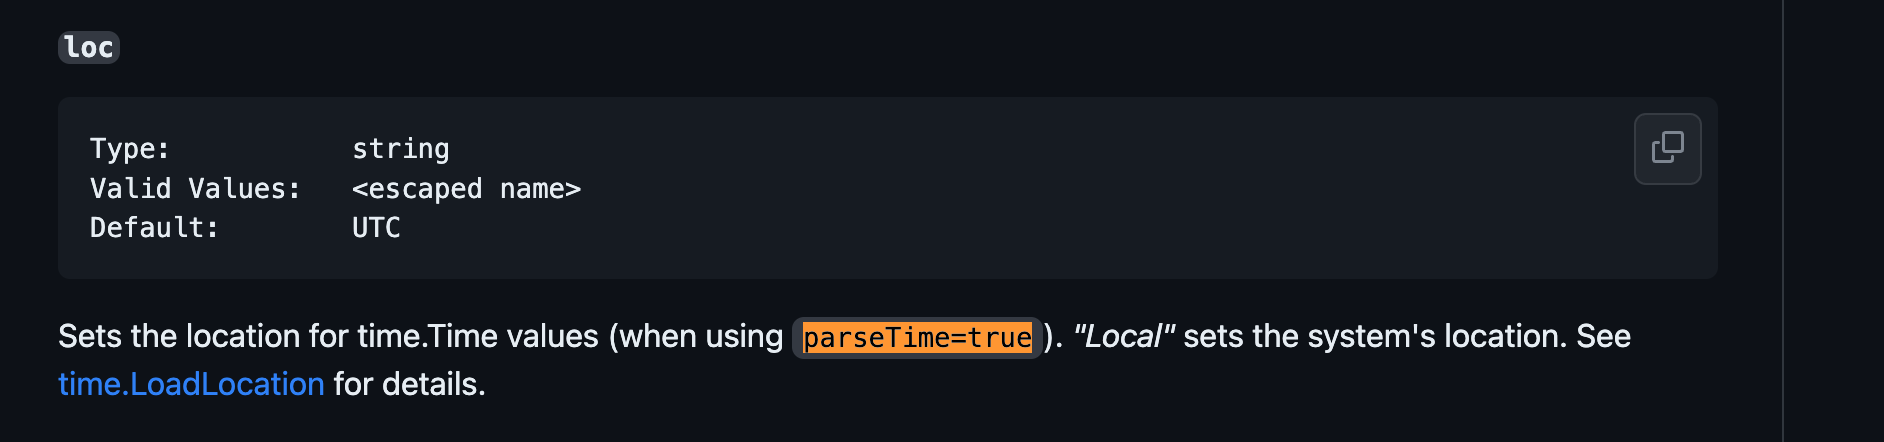 loc
Type: string
Valid Values: <escaped name>
Default: UTC
Sets the location for time.Time values (when using parseTime=true). "Local" sets the system's location. See
time.LoadLocation for details.